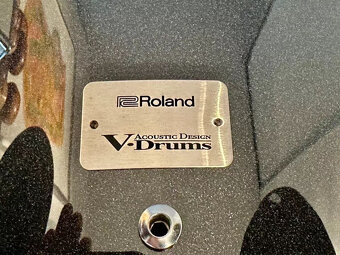 Roland
ACOUSTIC DESIGN
V-Drums